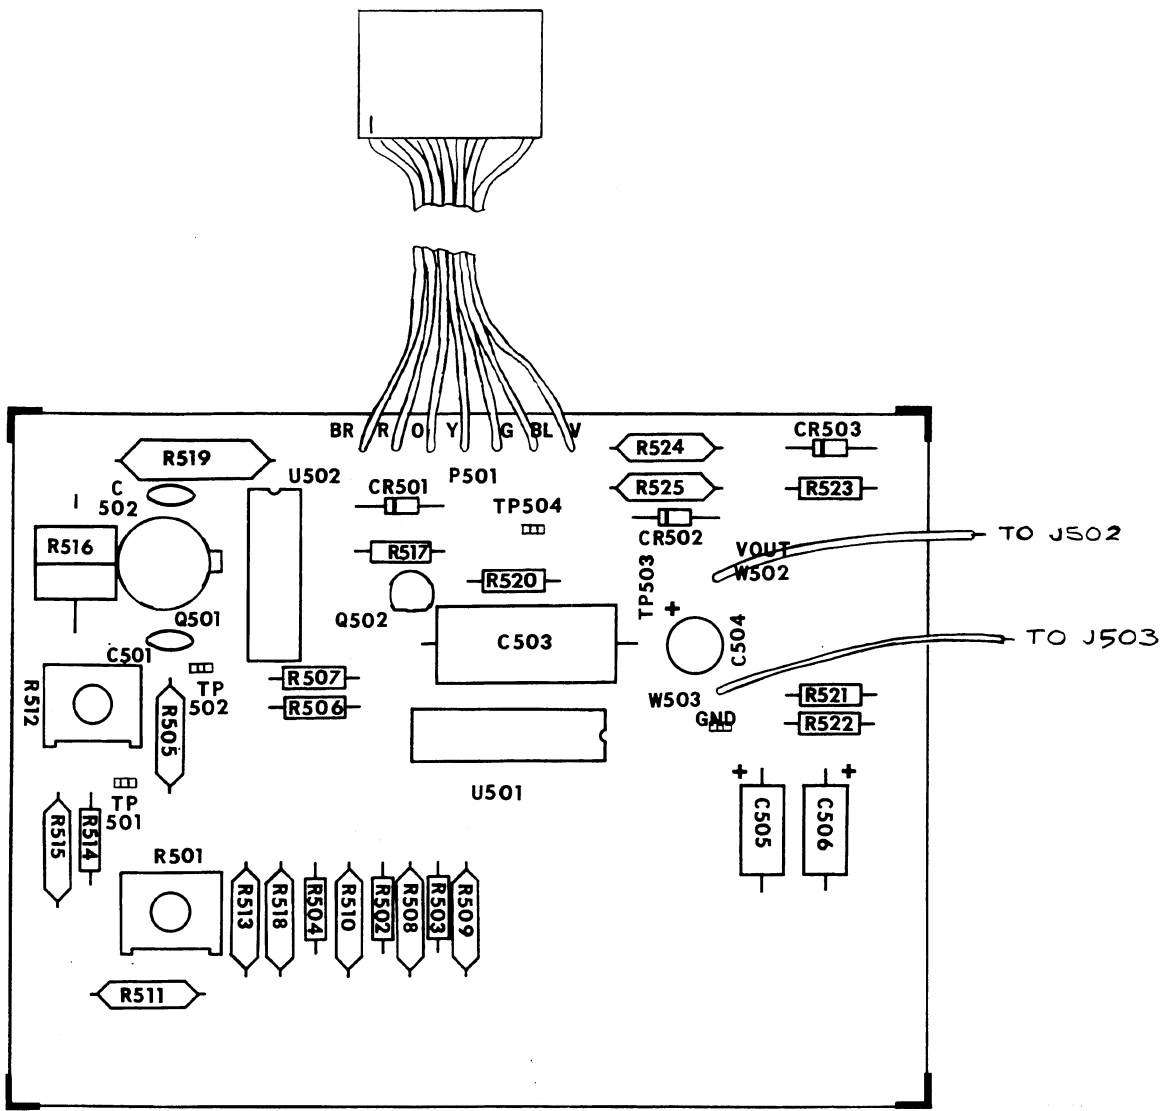 BR R O Y G BL V
CR503
R519
U502
P501
R524
C
502
CR501
TP504
R525
R523
CR502
TO J502
R516
R517
VOUT
W502
R520
TP503
Q501
Q502
+
C503
C504
TO J503
C501
R512
TP
502
R507
R506
R505
W503
GND
R521
R522
U501
TP
501
+
+
C505
C506
R515
R514
R501
R513
R518
R504
R510
R502
R508
R503
R509
R511